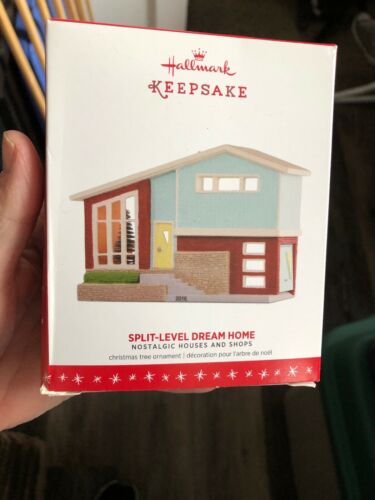 Hallmark
KEEPSAKE
2016
SPLIT-LEVEL DREAM HOME
NOSTALGIC HOUSES AND SHOPS
christmas tree ornament | décoration pour l'arbre de noël